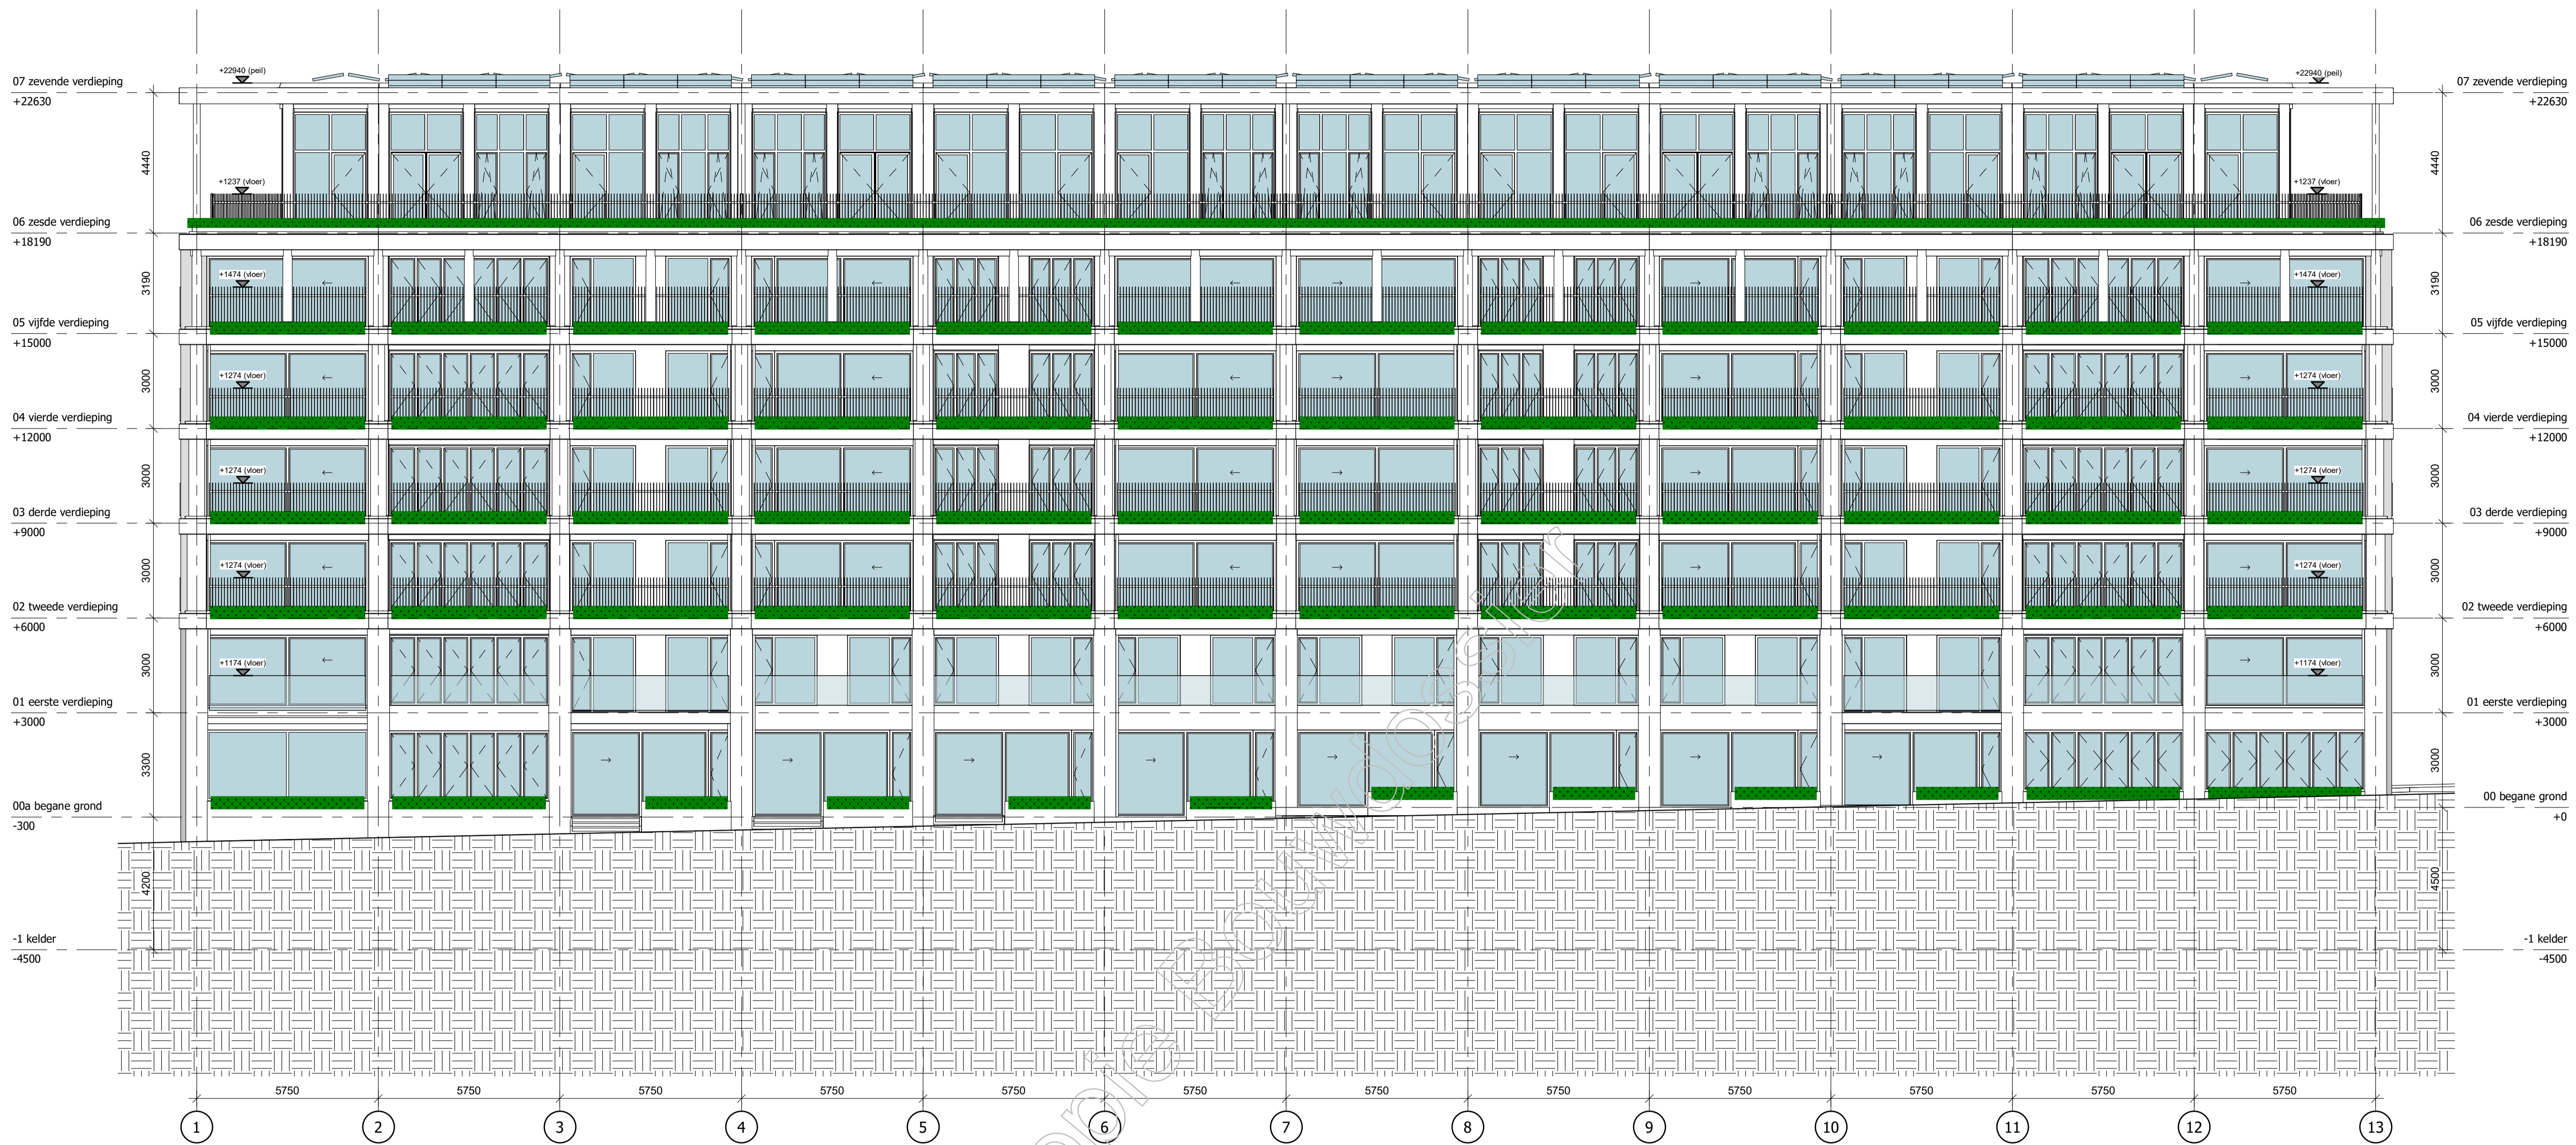 +22940 (peil)
+22940 (peil)
07 zevende verdieping
+22630
07 zevende verdieping
+22630
4440
4440
+1237 (vloer)
+1237 (vloer)
06 zesde verdieping
+18190
06 zesde verdieping
+18190
3190
+1474 (vloer)
+1474 (vloer)
3190
05 vijfde verdieping
+15000
05 vijfde verdieping
+15000
3000
+1274 (vloer)
+1274 (vloer)
3000
04 vierde verdieping
+12000
04 vierde verdieping
+12000
3000
+1274 (vloer)
+1274 (vloer)
3000
03 derde verdieping
+9000
03 derde verdieping
+9000
3000
+1274 (vloer)
+1274 (vloer)
3000
02 tweede verdieping
+6000
02 tweede verdieping
+6000
3000
+1174 (vloer)
+1174 (vloer)
3000
01 eerste verdieping
+3000
01 eerste verdieping
+3000
3300
3000
00a begane grond
-300
00 begane grond
+0
4200
4500
-1 kelder
-4500
-1 kelder
-4500
opie Bouwdossier
5750 5750 5750 5750 5750 5750 5750 5750 5750 5750 5750 5750
1 2 3 4 5 6 7 8 9 10 11 12 13